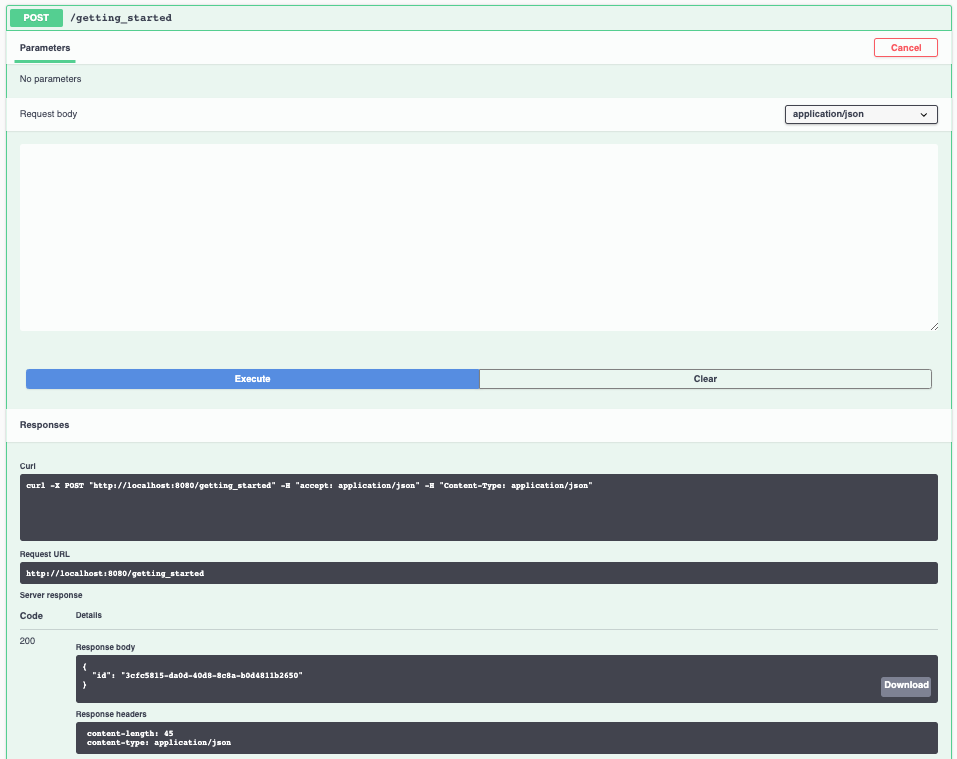 POST /getting_started
Parameters Cancel
No parameters
Request body application/json
Execute Clear
Responses
Curl
curl -X POST "http://localhost:8080/getting_started" -H "accept: application/json" -H "Content-Type: application/json"
Request URL
http://localhost:8080/getting_started
Server response
Code Details
200
Response body
{
"id": "3cfc5815-da0d-40d8-8c8a-b0d4811b2650"
}
Download
Response headers
content-length: 45
content-type: application/json